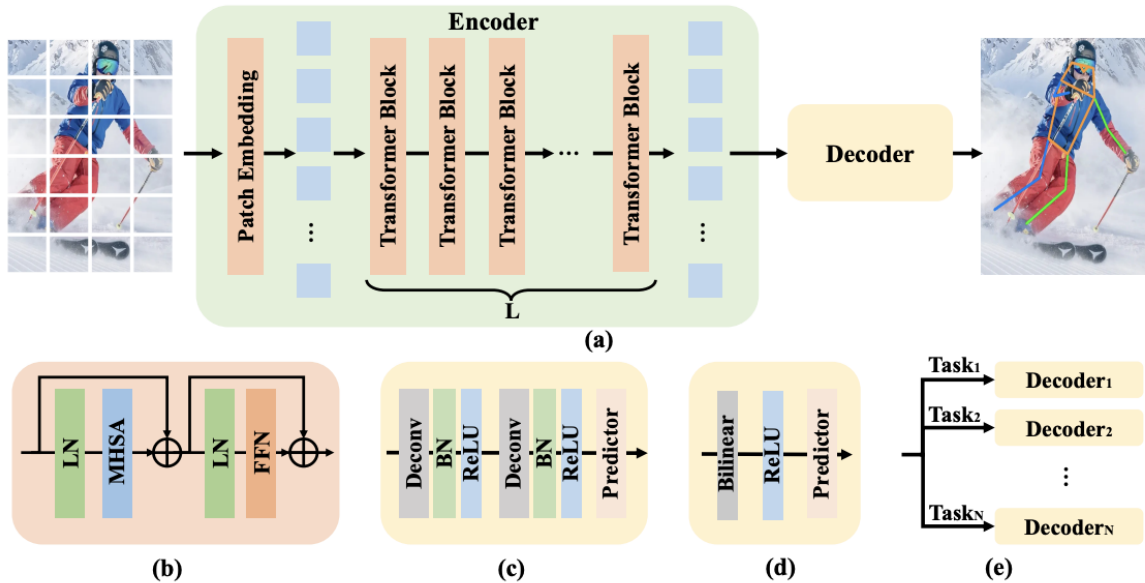 Encoder
Patch Embedding
...
Transformer Block
Transformer Block
Transformer Block
...
Transformer Block
...
L
Decoder
(a)
LN
MHSA
LN
FFN
(b)
Deconv
BN
ReLU
Deconv
BN
ReLU
Predictor
(c)
Bilinear
ReLU
Predictor
(d)
Task₁
Decoder₁
Task₂
Decoder₂
...
Taskₙ
Decoderₙ
(e)